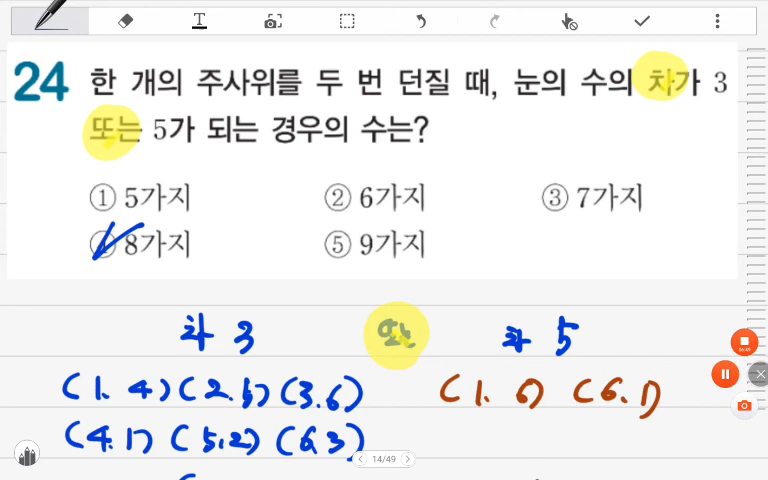 24 한 개의 주사위를 두 번 던질 때, 눈의 수의 차가 3
또는 5가 되는 경우의 수는?
① 5가지 ② 6가지 ③ 7가지
8가지 ⑤ 9가지
차 3 차 5
(1. 4) (2. 5) (3. 6) (1. 6) (6. 1)
(4. 1) (5. 2) (6. 3)
14/49